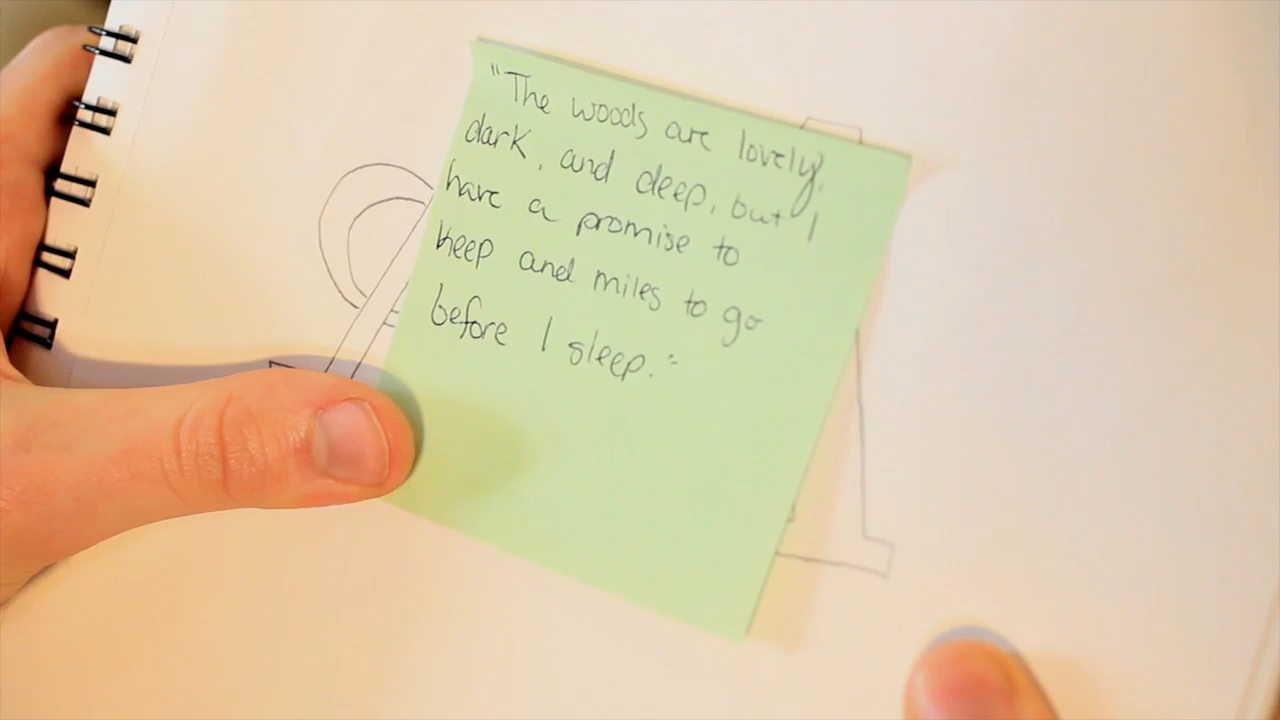 "The woods are lovely,
dark, and deep, but I
have a promise to
keep and miles to go
before I sleep."